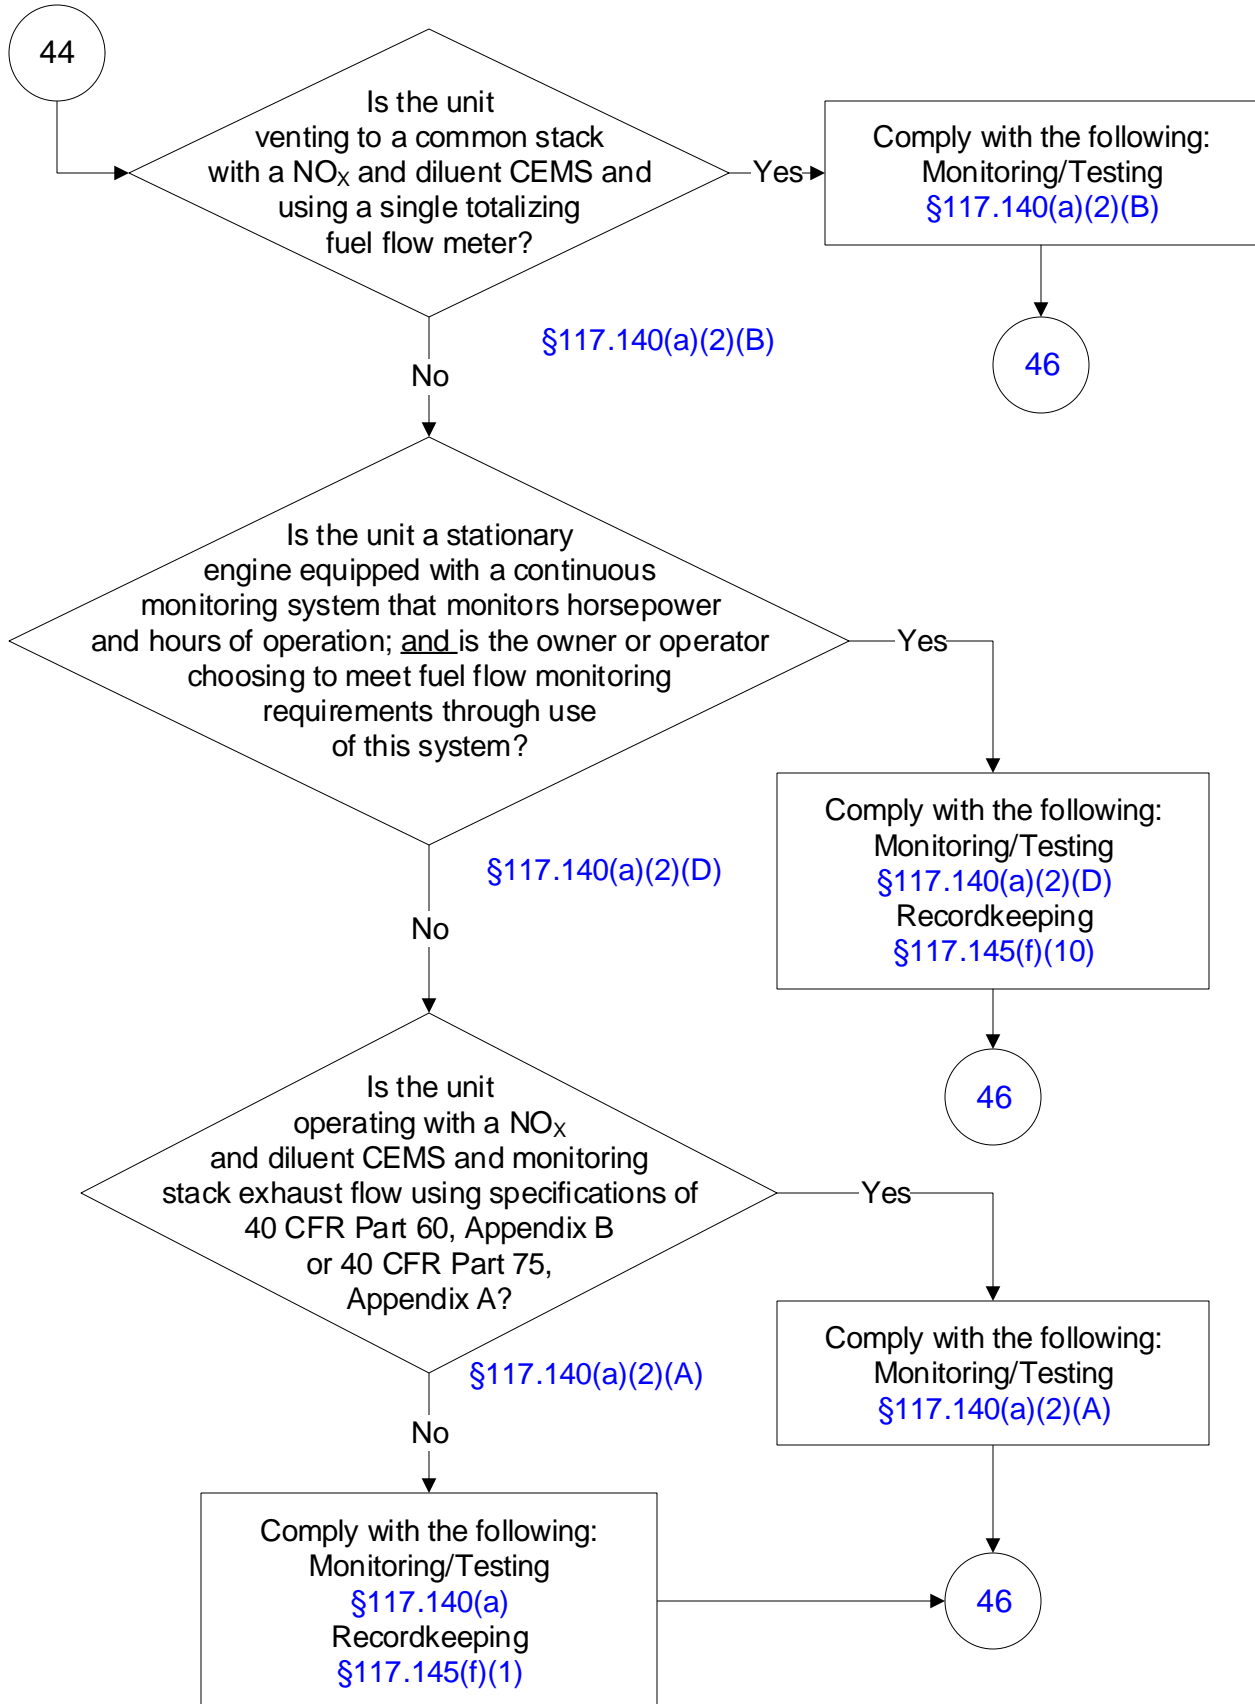 44
Is the unit
venting to a common stack
with a NOX and diluent CEMS and
using a single totalizing
fuel flow meter?
Yes
Comply with the following:
Monitoring/Testing
§117.140(a)(2)(B)
46
§117.140(a)(2)(B)
No
Is the unit a stationary
engine equipped with a continuous
monitoring system that monitors horsepower
and hours of operation; and is the owner or operator
choosing to meet fuel flow monitoring
requirements through use
of this system?
Yes
Comply with the following:
Monitoring/Testing
§117.140(a)(2)(D)
Recordkeeping
§117.145(f)(10)
46
§117.140(a)(2)(D)
No
Is the unit
operating with a NOX
and diluent CEMS and monitoring
stack exhaust flow using specifications of
40 CFR Part 60, Appendix B
or 40 CFR Part 75,
Appendix A?
Yes
Comply with the following:
Monitoring/Testing
§117.140(a)(2)(A)
§117.140(a)(2)(A)
No
Comply with the following:
Monitoring/Testing
§117.140(a)
Recordkeeping
§117.145(f)(1)
46